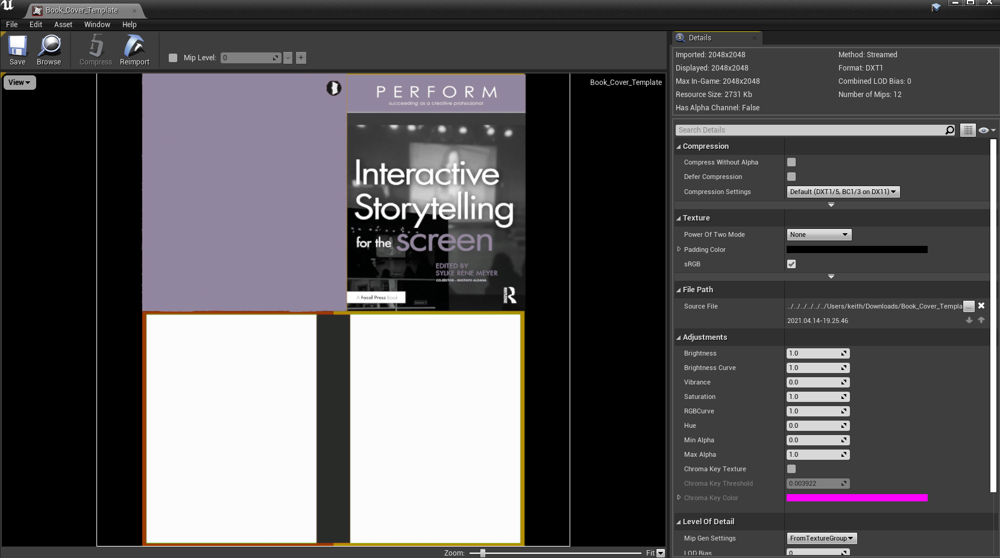 Book_Cover_Template
File Edit Asset Window Help
Save Browse Compress Reimport Mip Level: 0 - +
View
Book_Cover_Template
PERFORM
succeeding as a creative professional
Interactive
Storytelling
for the screen
EDITED BY
SYLKE RENE MEYER
CO-EDITOR - GUSTAVO ALDANA
A Focal Press Book
ROUTLEDGE
Zoom: Fit
Details
Imported: 2048x2048 Method: Streamed
Displayed: 2048x2048 Format: DXT1
Max In-Game: 2048x2048 Combined LOD Bias: 0
Resource Size: 2731 Kb Number of Mips: 12
Has Alpha Channel: False
Search Details
Compression
Compress Without Alpha
Defer Compression
Compression Settings Default (DXT1/5, BC1/3 on DX11)
Texture
Power Of Two Mode None
Padding Color
sRGB
File Path
Source File ../../../../../../Users/keith/Downloads/Book_Cover_Templa ...
2021.04.14-19.25.46
Adjustments
Brightness 1.0
Brightness Curve 1.0
Vibrance 0.0
Saturation 1.0
RGBCurve 1.0
Hue 0.0
Min Alpha 0.0
Max Alpha 1.0
Chroma Key Texture
Chroma Key Threshold 0.003922
Chroma Key Color
Level Of Detail
Mip Gen Settings FromTextureGroup
LOD Bias 0